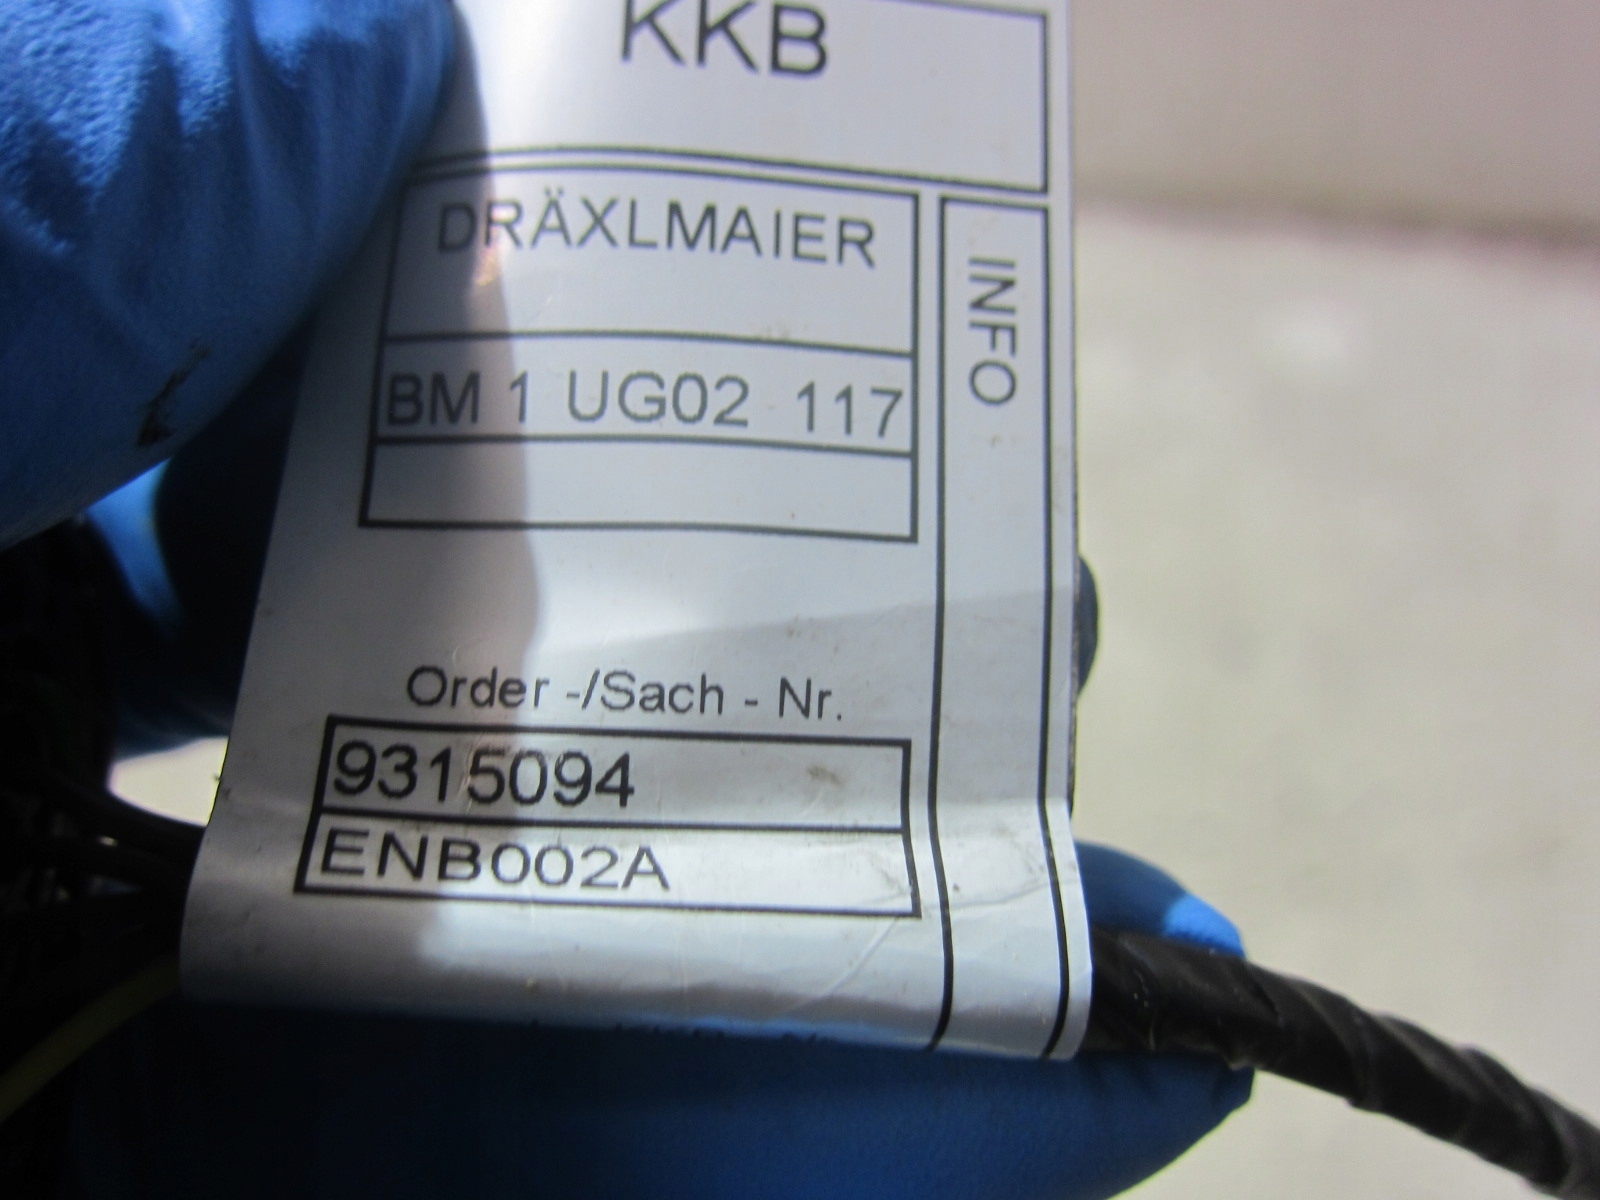 KKB
DRÄXLMAIER
INFO
BM 1 UG02 117
Order -/Sach - Nr.
9315094
ENB002A